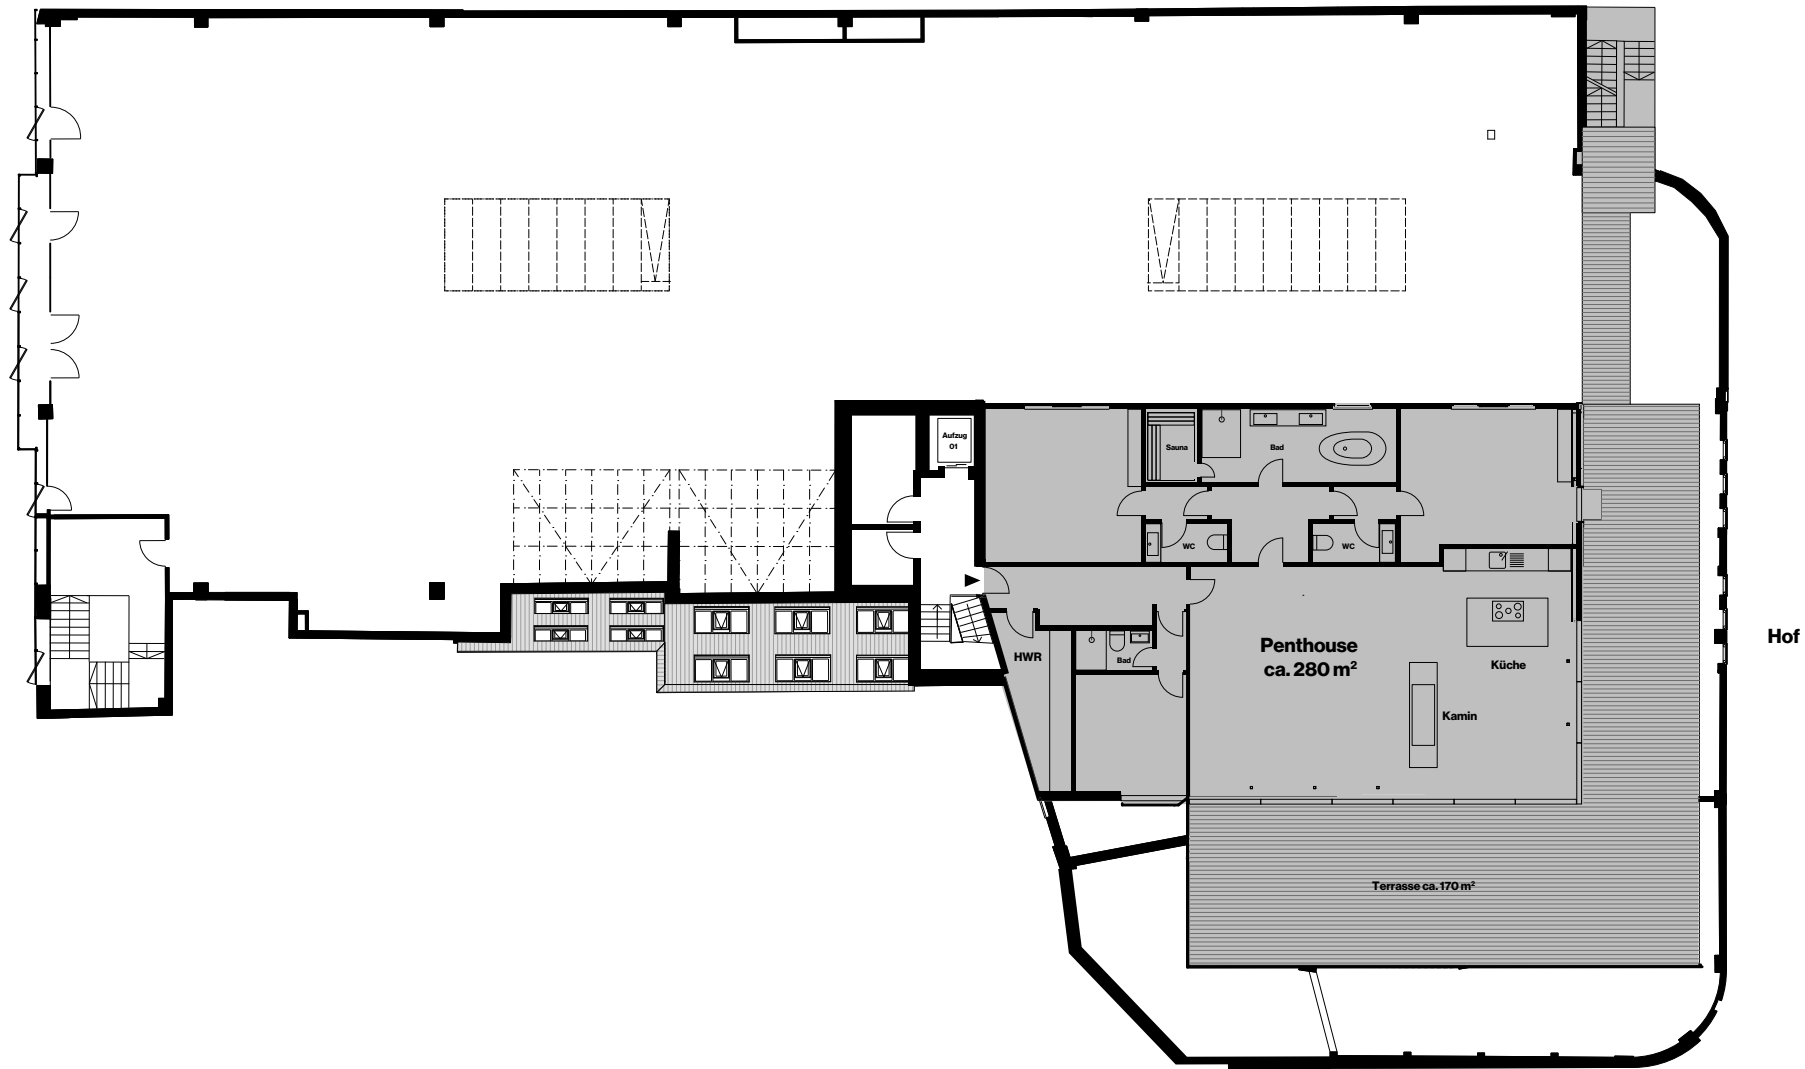 Aufzug
01
Sauna
Bad
WC
WC
Hof
Penthouse
ca. 280 m²
HWR
Bad
Küche
Kamin
Terrasse ca. 170 m²